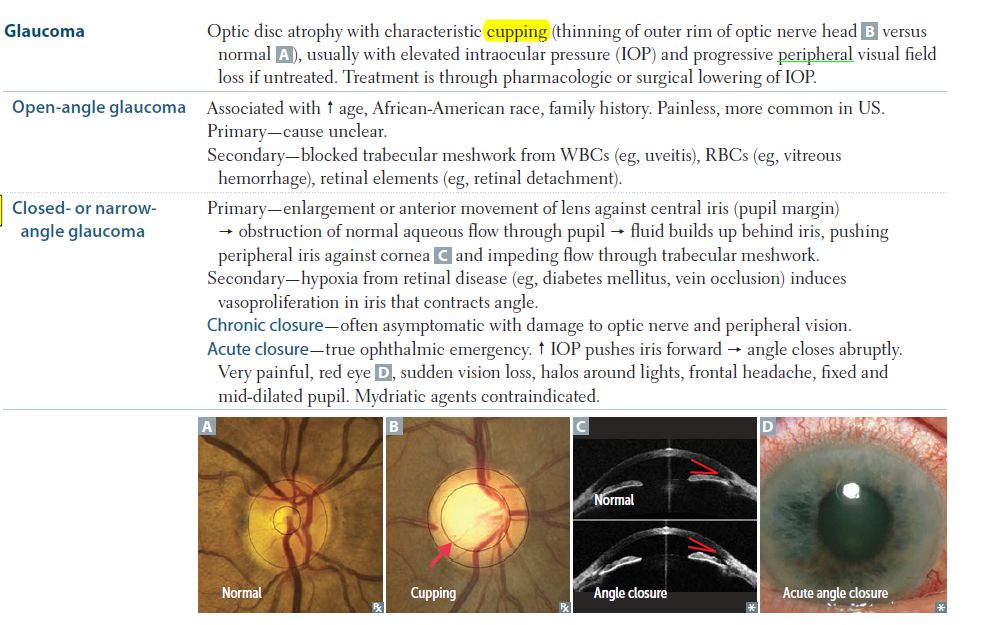 Glaucoma
Optic disc atrophy with characteristic cupping (thinning of outer rim of optic nerve head B versus
normal A), usually with elevated intraocular pressure (IOP) and progressive peripheral visual field
loss if untreated. Treatment is through pharmacologic or surgical lowering of IOP.
Open-angle glaucoma
Associated with ↑ age, African-American race, family history. Painless, more common in US.
Primary—cause unclear.
Secondary—blocked trabecular meshwork from WBCs (eg, uveitis), RBCs (eg, vitreous
hemorrhage), retinal elements (eg, retinal detachment).
Closed- or narrow-
angle glaucoma
Primary—enlargement or anterior movement of lens against central iris (pupil margin)
→ obstruction of normal aqueous flow through pupil → fluid builds up behind iris, pushing
peripheral iris against cornea C and impeding flow through trabecular meshwork.
Secondary—hypoxia from retinal disease (eg, diabetes mellitus, vein occlusion) induces
vasoproliferation in iris that contracts angle.
Chronic closure—often asymptomatic with damage to optic nerve and peripheral vision.
Acute closure—true ophthalmic emergency. ↑ IOP pushes iris forward → angle closes abruptly.
Very painful, red eye D, sudden vision loss, halos around lights, frontal headache, fixed and
mid-dilated pupil. Mydriatic agents contraindicated.
A
Normal
℞
B
Cupping
℞
C
Normal
Angle closure
*
D
Acute angle closure
*